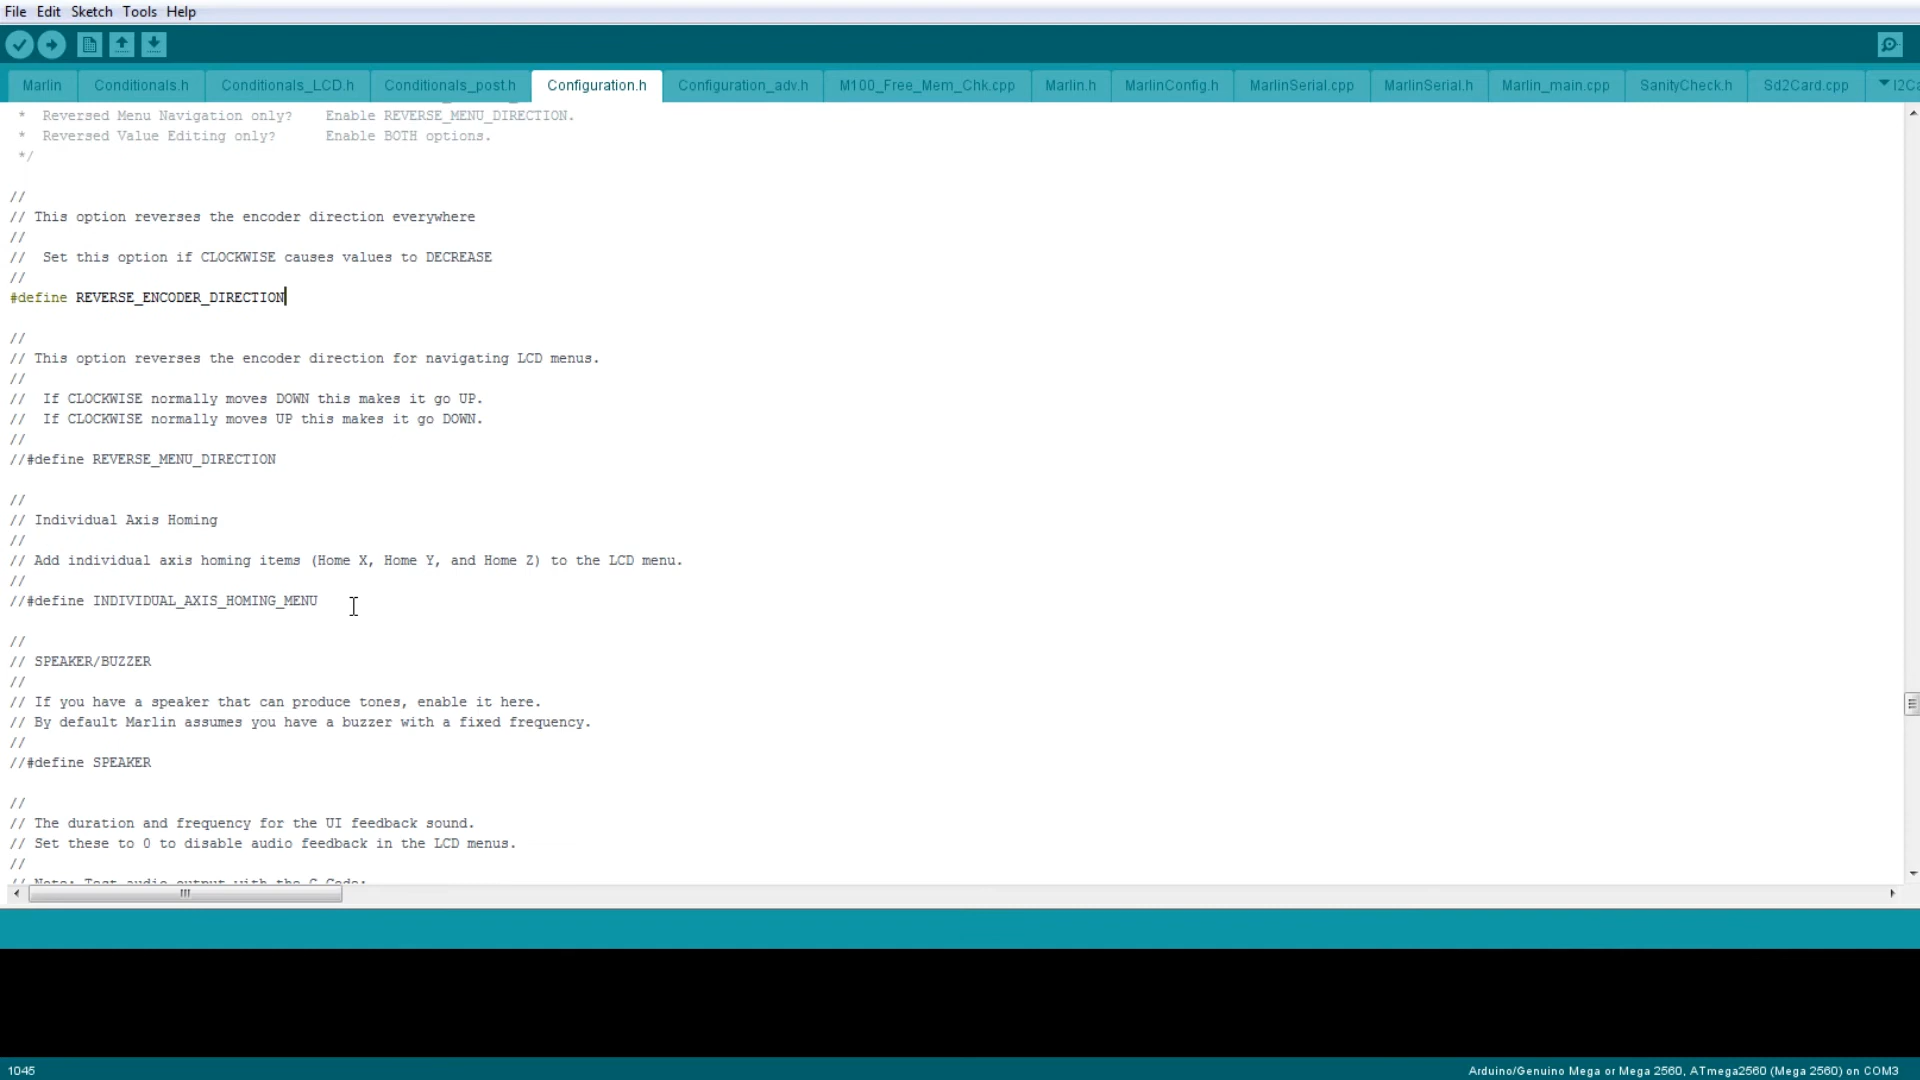 File Edit Sketch Tools Help
Marlin Conditionals.h Conditionals_LCD.h Conditionals_post.h Configuration.h Configuration_adv.h M100_Free_Mem_Chk.cpp Marlin.h MarlinConfig.h MarlinSerial.cpp MarlinSerial.h Marlin_main.cpp SanityCheck.h Sd2Card.cpp
*  Reversed Menu Navigation only?    Enable REVERSE_MENU_DIRECTION.
*  Reversed Value Editing only?      Enable BOTH options.
*/
//
// This option reverses the encoder direction everywhere
//
//  Set this option if CLOCKWISE causes values to DECREASE
//
#define REVERSE_ENCODER_DIRECTION
//
// This option reverses the encoder direction for navigating LCD menus.
//
//  If CLOCKWISE normally moves DOWN this makes it go UP.
//  If CLOCKWISE normally moves UP this makes it go DOWN.
//
//#define REVERSE_MENU_DIRECTION
//
// Individual Axis Homing
//
// Add individual axis homing items (Home X, Home Y, and Home Z) to the LCD menu.
//
//#define INDIVIDUAL_AXIS_HOMING_MENU
//
// SPEAKER/BUZZER
//
// If you have a speaker that can produce tones, enable it here.
// By default Marlin assumes you have a buzzer with a fixed frequency.
//
//#define SPEAKER
//
// The duration and frequency for the UI feedback sound.
// Set these to 0 to disable audio feedback in the LCD menus.
//
// Note: Test audio output with the G-Code:
1045
Arduino/Genuino Mega or Mega 2560, ATmega2560 (Mega 2560) on COM3